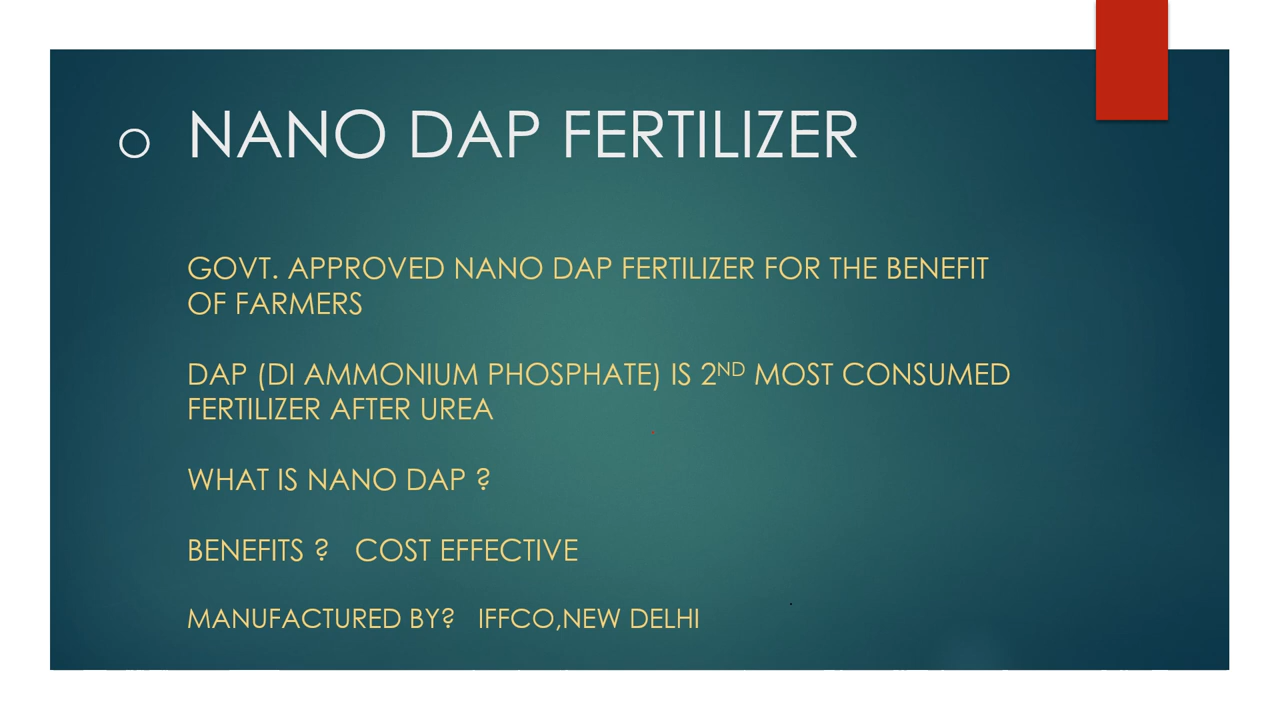 o NANO DAP FERTILIZER
GOVT. APPROVED NANO DAP FERTILIZER FOR THE BENEFIT
OF FARMERS
DAP (DI AMMONIUM PHOSPHATE) IS 2ND MOST CONSUMED
FERTILIZER AFTER UREA
WHAT IS NANO DAP ?
BENEFITS ?   COST EFFECTIVE
MANUFACTURED BY?   IFFCO,NEW DELHI